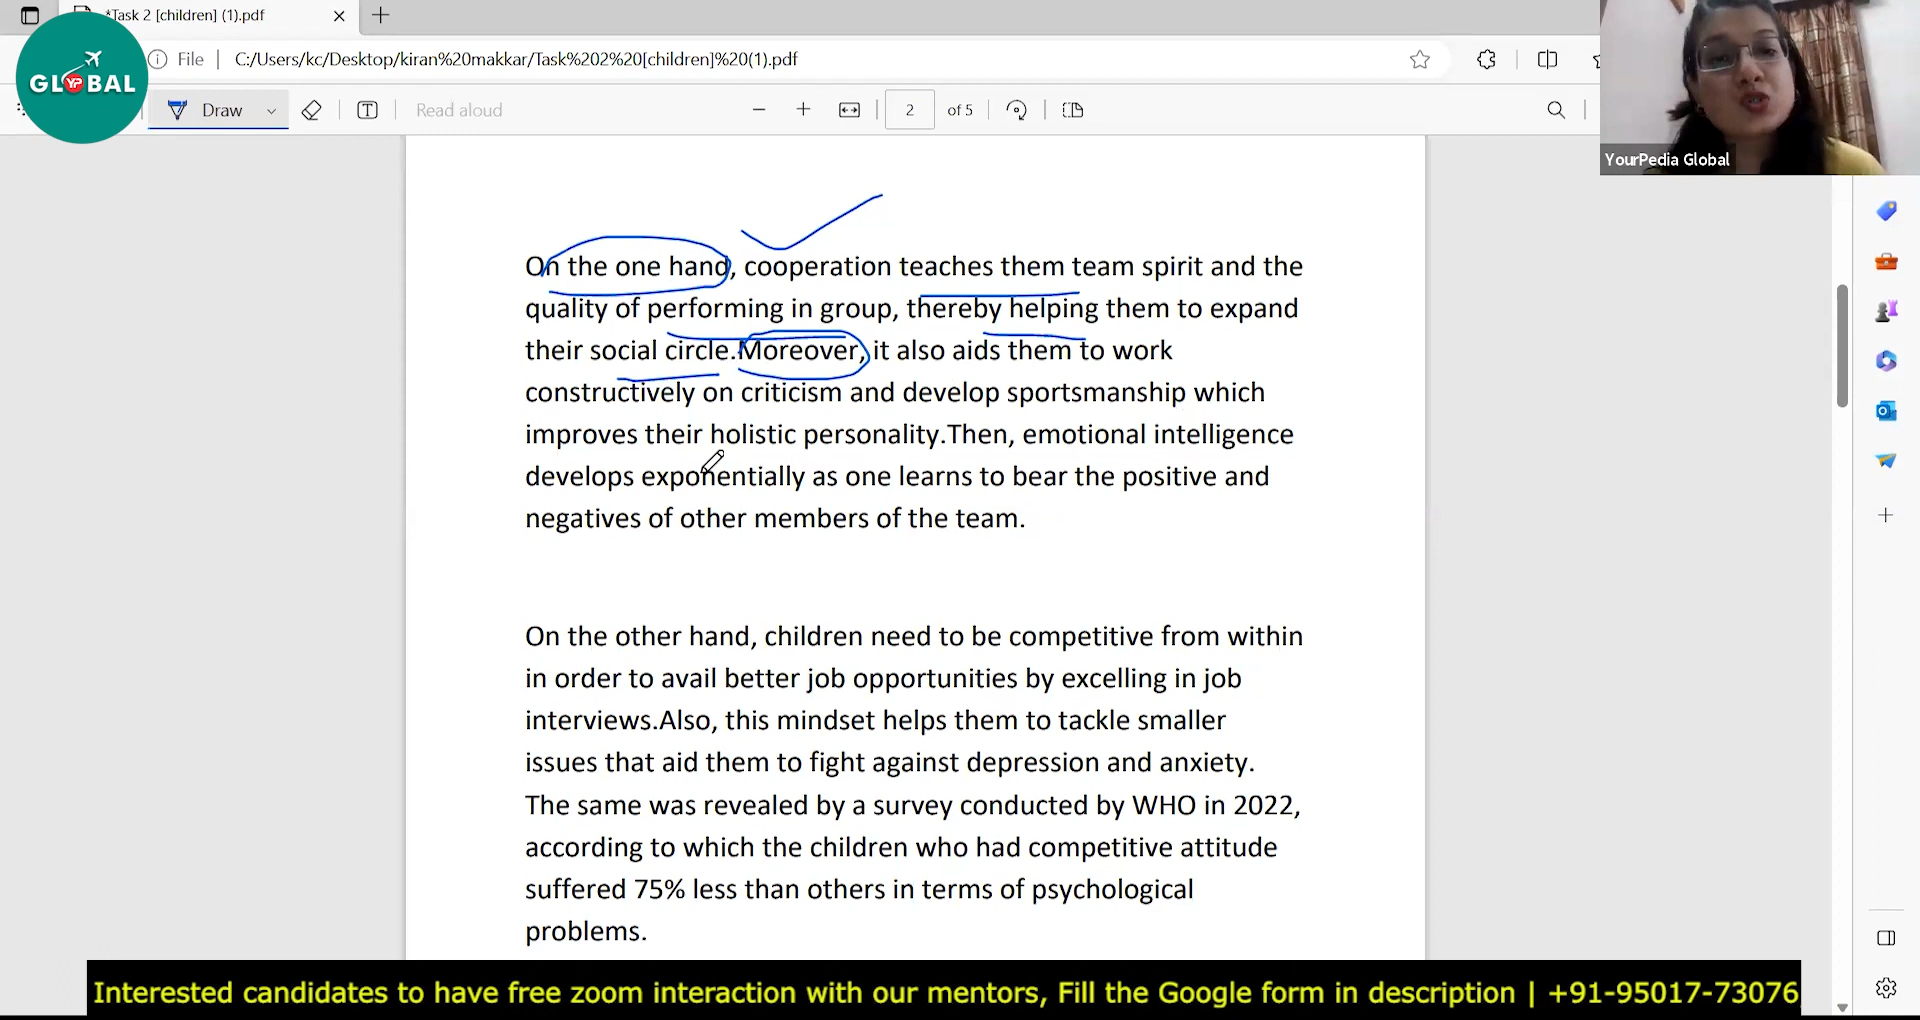 *Task 2 [children] (1).pdf
GLOBAL
YP
File
C:/Users/kc/Desktop/kiran%20makkar/Task%202%20[children]%20(1).pdf
Draw
Read aloud
2
of 5
YourPedia Global
On the one hand, cooperation teaches them team spirit and the
quality of performing in group, thereby helping them to expand
their social circle.Moreover, it also aids them to work
constructively on criticism and develop sportsmanship which
improves their holistic personality.Then, emotional intelligence
develops exponentially as one learns to bear the positive and
negatives of other members of the team.
On the other hand, children need to be competitive from within
in order to avail better job opportunities by excelling in job
interviews.Also, this mindset helps them to tackle smaller
issues that aid them to fight against depression and anxiety.
The same was revealed by a survey conducted by WHO in 2022,
according to which the children who had competitive attitude
suffered 75% less than others in terms of psychological
problems.
Interested candidates to have free zoom interaction with our mentors, Fill the Google form in description | +91-95017-73076